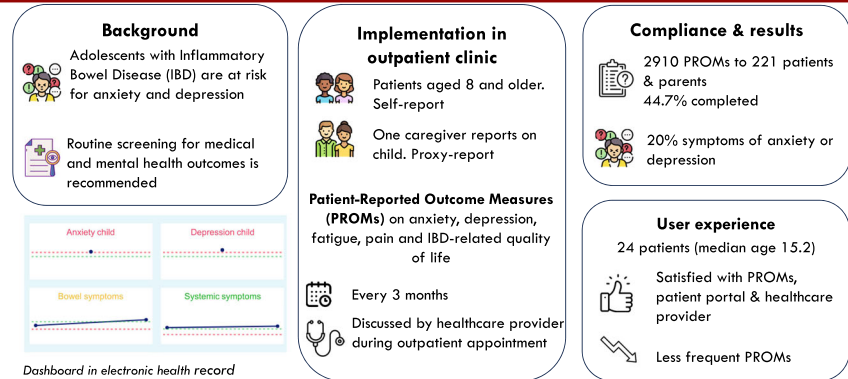 Background
Adolescents with Inflammatory
Bowel Disease (IBD) are at risk
for anxiety and depression
Routine screening for medical
and mental health outcomes is
recommended
Anxiety child
Depression child
Bowel symptoms
Systemic symptoms
Dashboard in electronic health record
Implementation in
outpatient clinic
Patients aged 8 and older.
Self-report
One caregiver reports on
child. Proxy-report
Patient-Reported Outcome Measures
(PROMs) on anxiety, depression,
fatigue, pain and IBD-related quality
of life
Every 3 months
Discussed by healthcare provider
during outpatient appointment
Compliance & results
2910 PROMs to 221 patients
& parents
44.7% completed
20% symptoms of anxiety or
depression
User experience
24 patients (median age 15.2)
Satisfied with PROMs,
patient portal & healthcare
provider
Less frequent PROMs